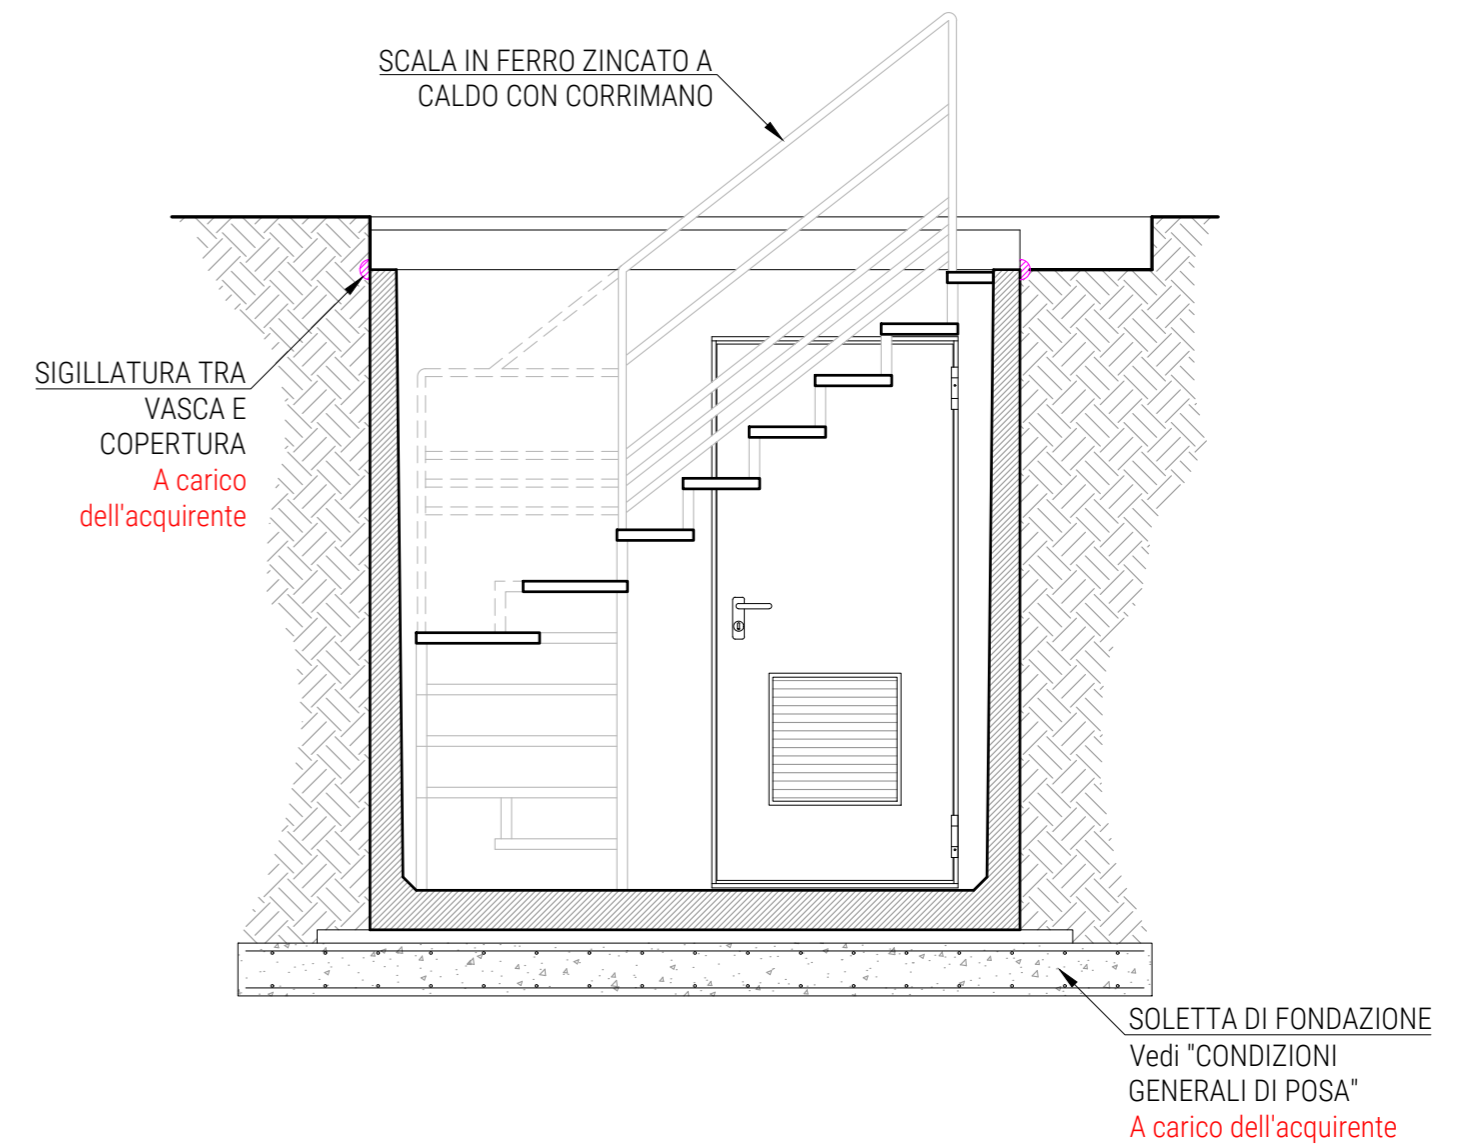 SCALA IN FERRO ZINCATO A
CALDO CON CORRIMANO
SIGILLATURA TRA
VASCA E
COPERTURA
A carico
dell'acquirente
SOLETTA DI FONDAZIONE
Vedi "CONDIZIONI
GENERALI DI POSA"
A carico dell'acquirente